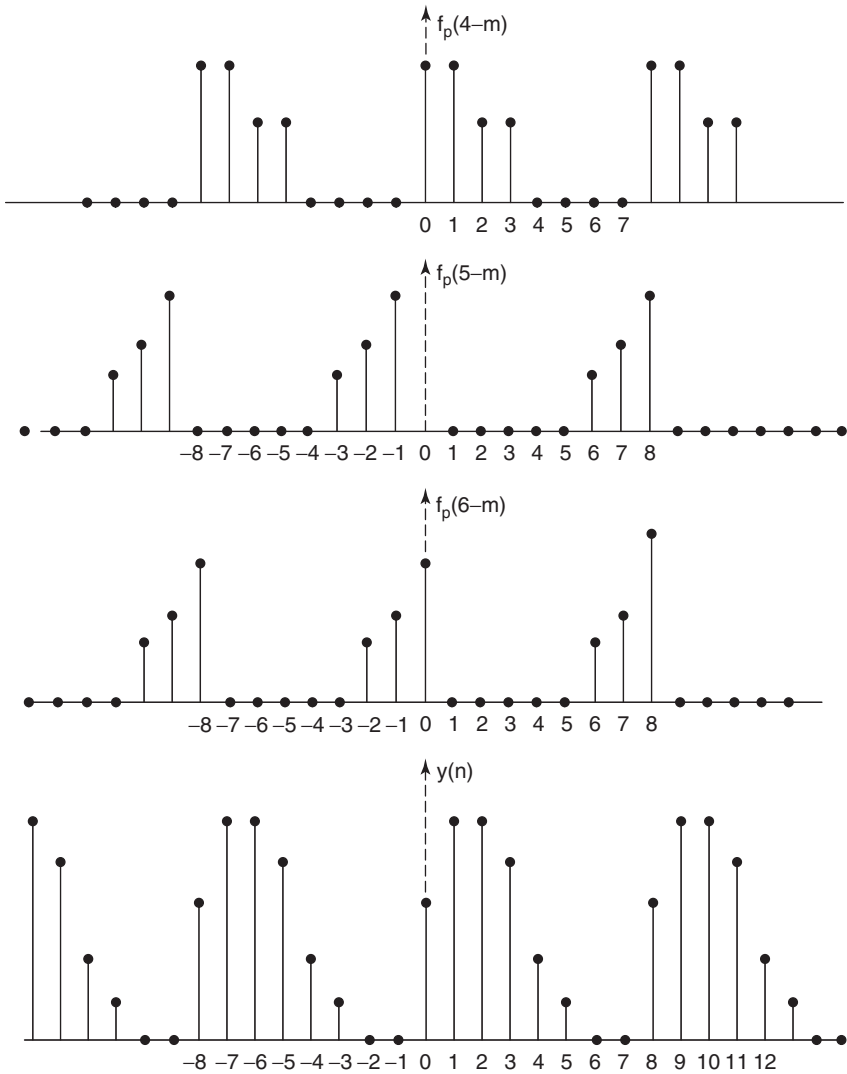 fp(4–m)
0 1 2 3 4 5 6 7
fp(5–m)
–8 –7 –6 –5 –4 –3 –2 –1 0 1 2 3 4 5 6 7 8
fp(6–m)
–8 –7 –6 –5 –4 –3 –2 –1 0 1 2 3 4 5 6 7 8
y(n)
–8 –7 –6 –5 –4 –3 –2 –1 0 1 2 3 4 5 6 7 8 9 10 11 12